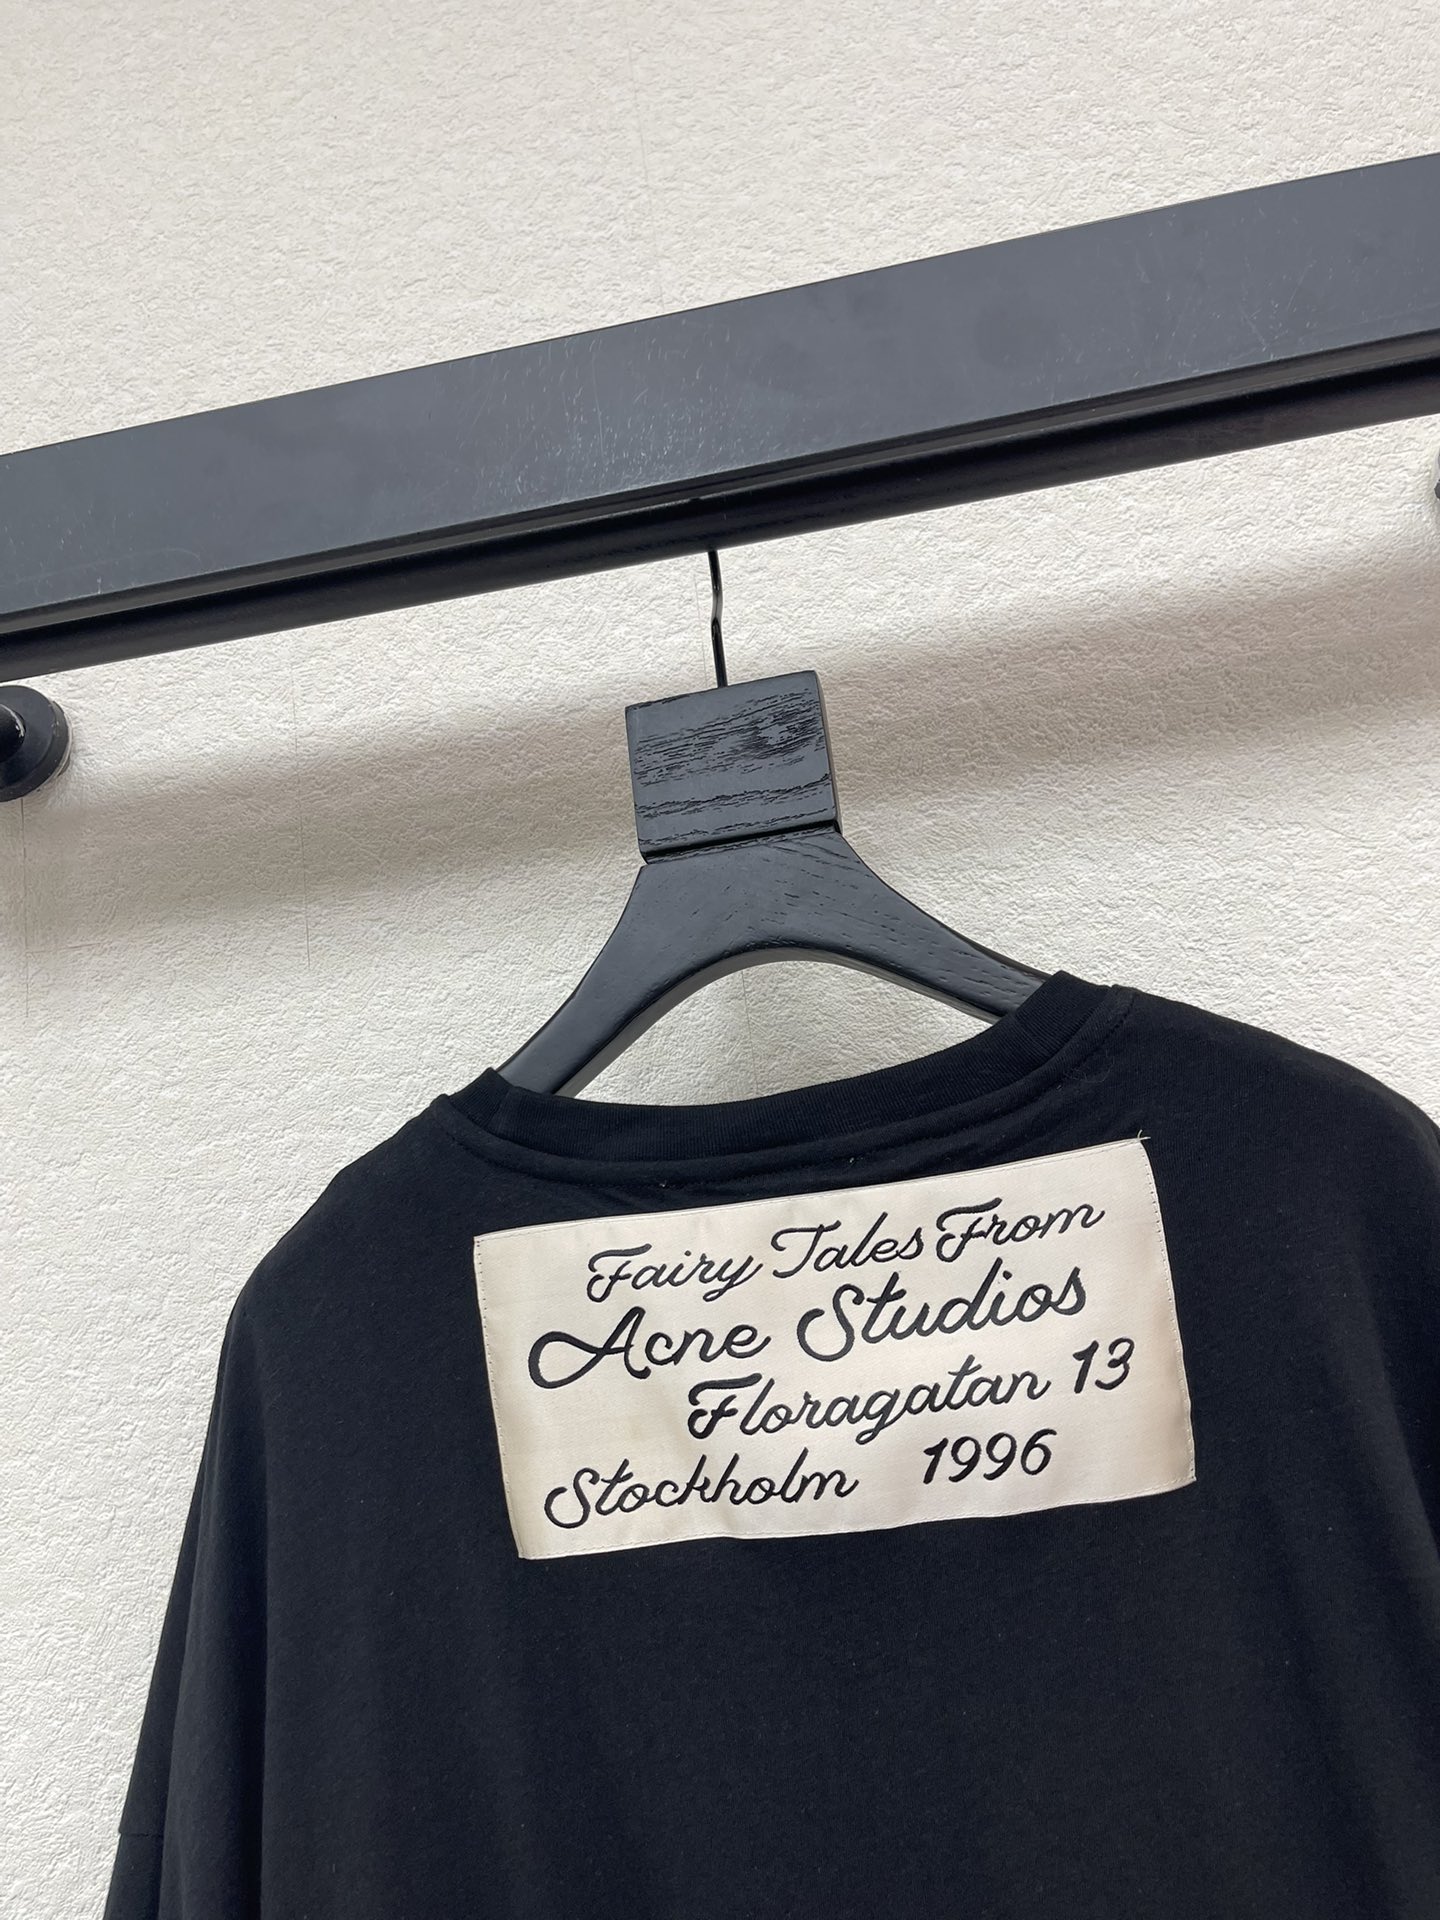 Fairy Tales From
Acne Studios
Floragatan 13
Stockholm 1996